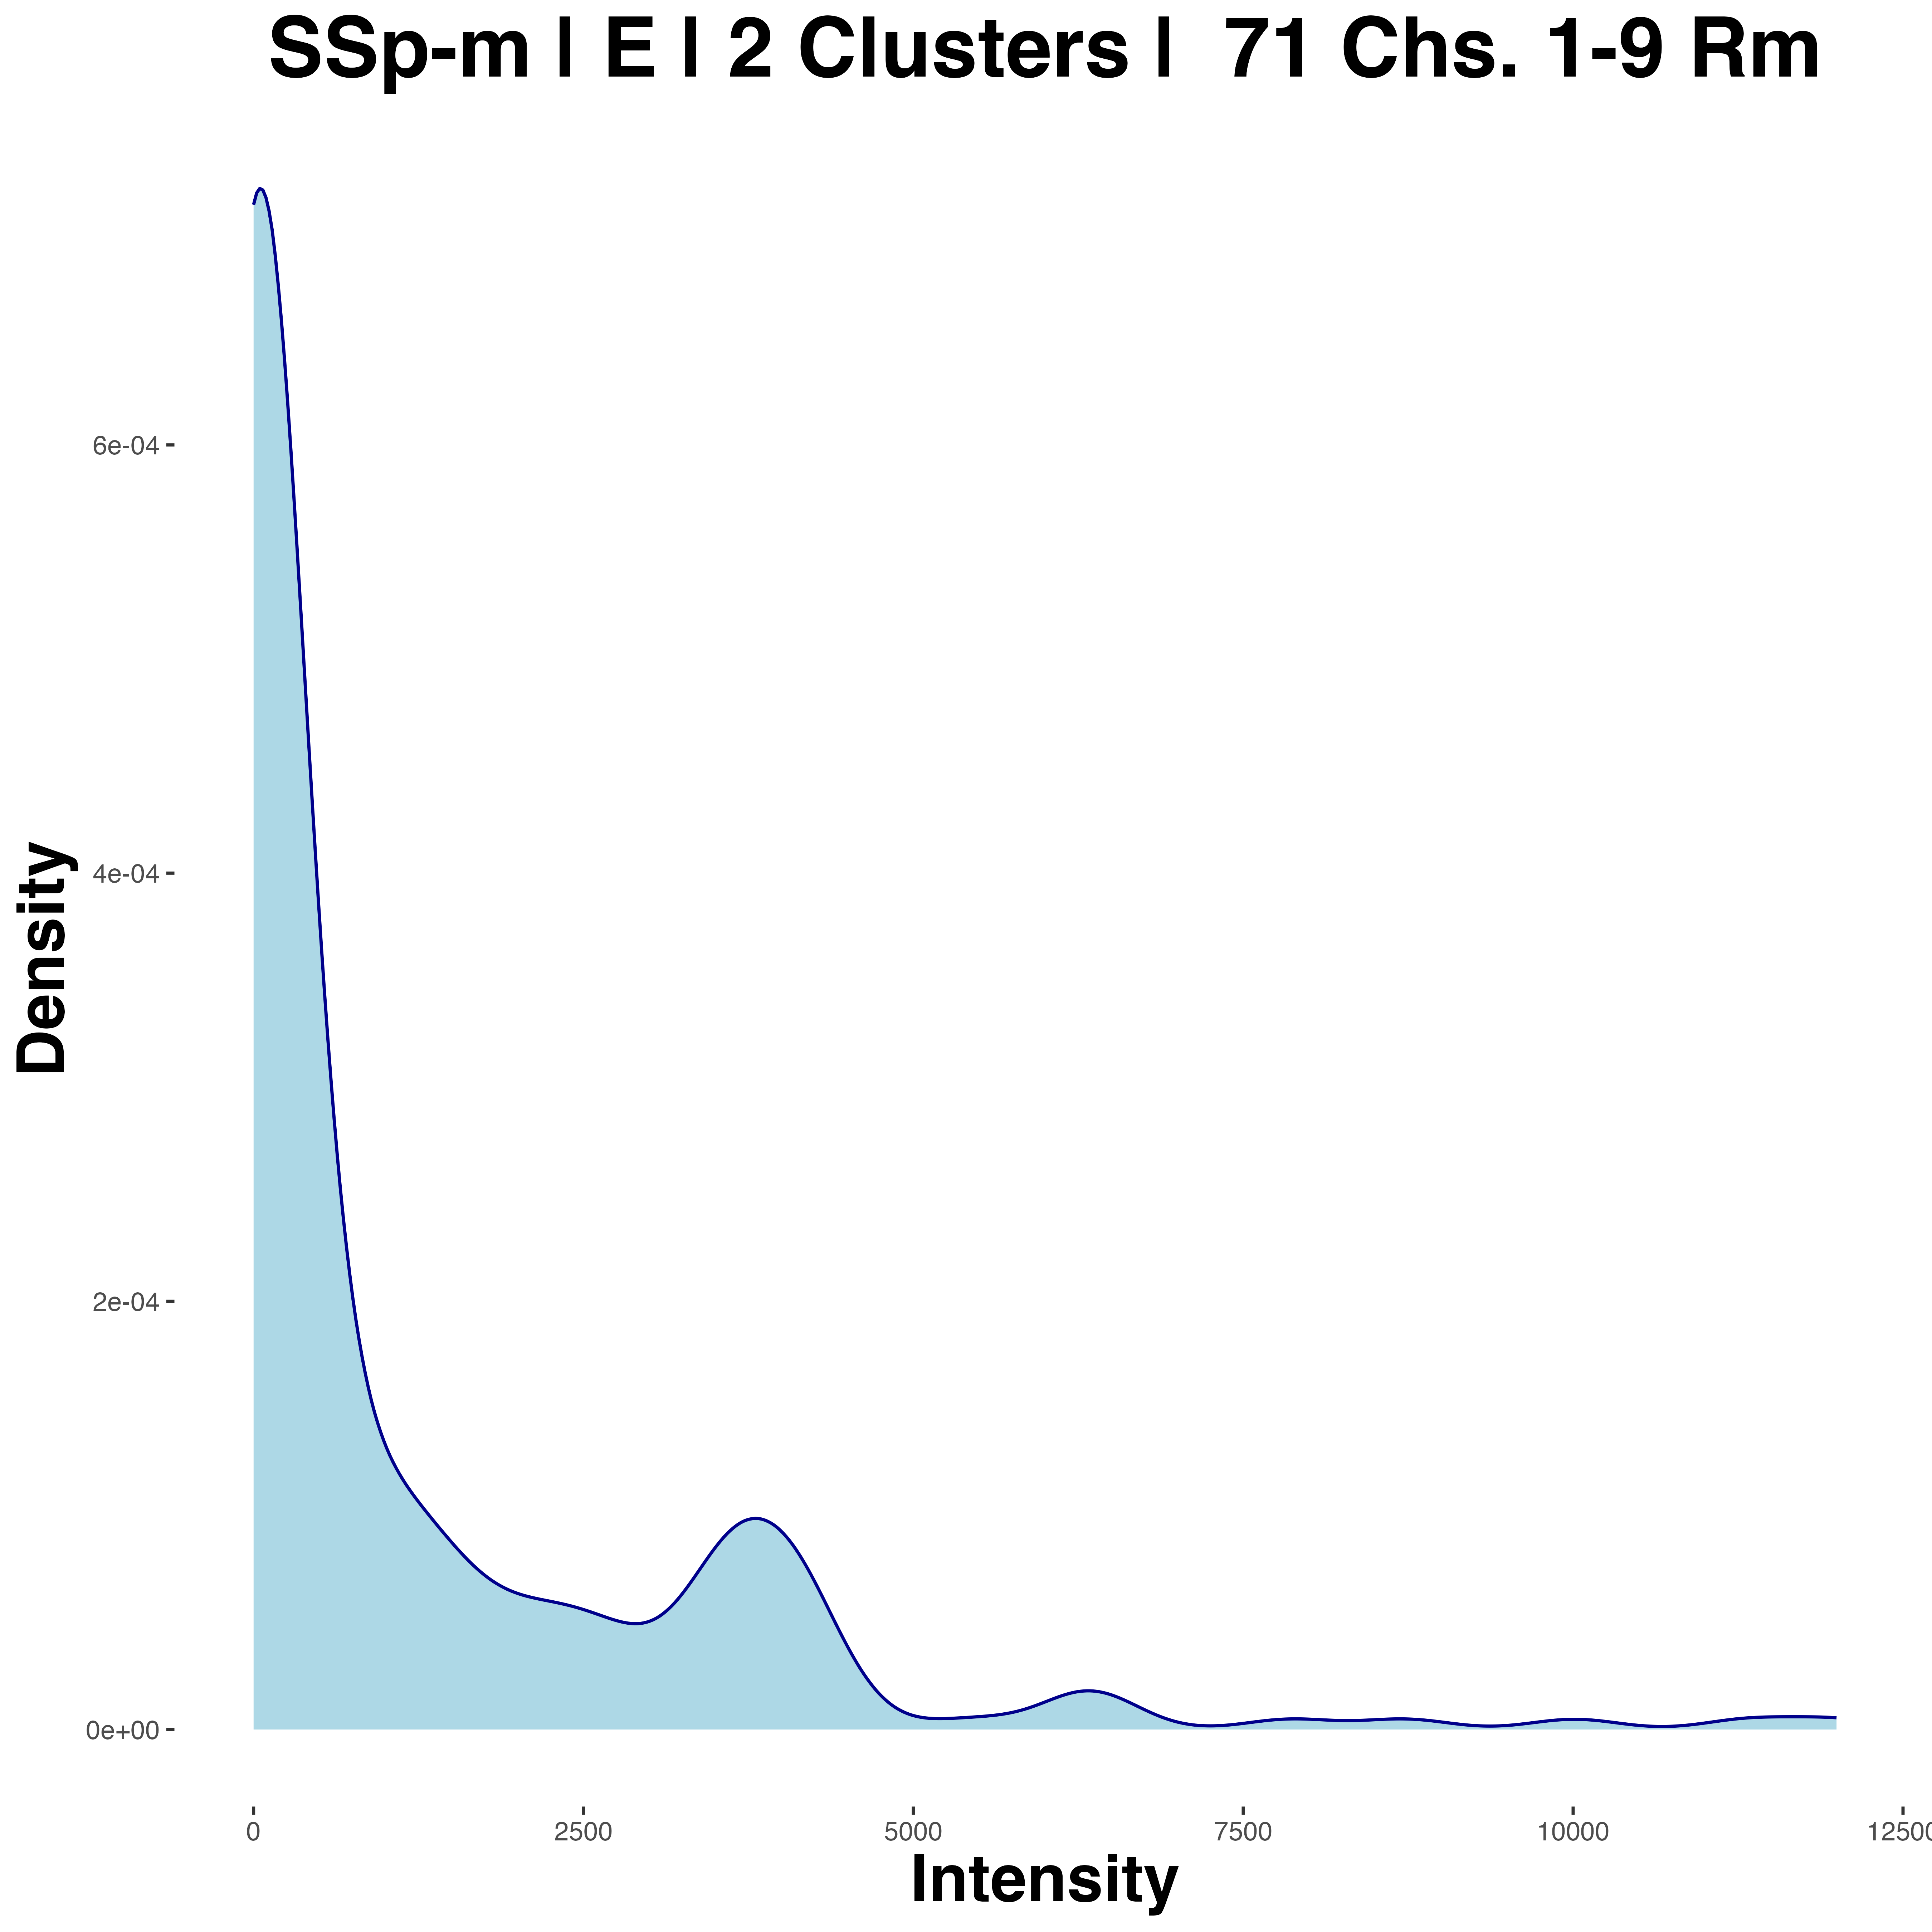 SSp-m | E | 2 Clusters |  71 Chs. 1-9 Rm
Density
6e-04
4e-04
2e-04
0e+00
0 2500 5000 7500 10000 12500
Intensity